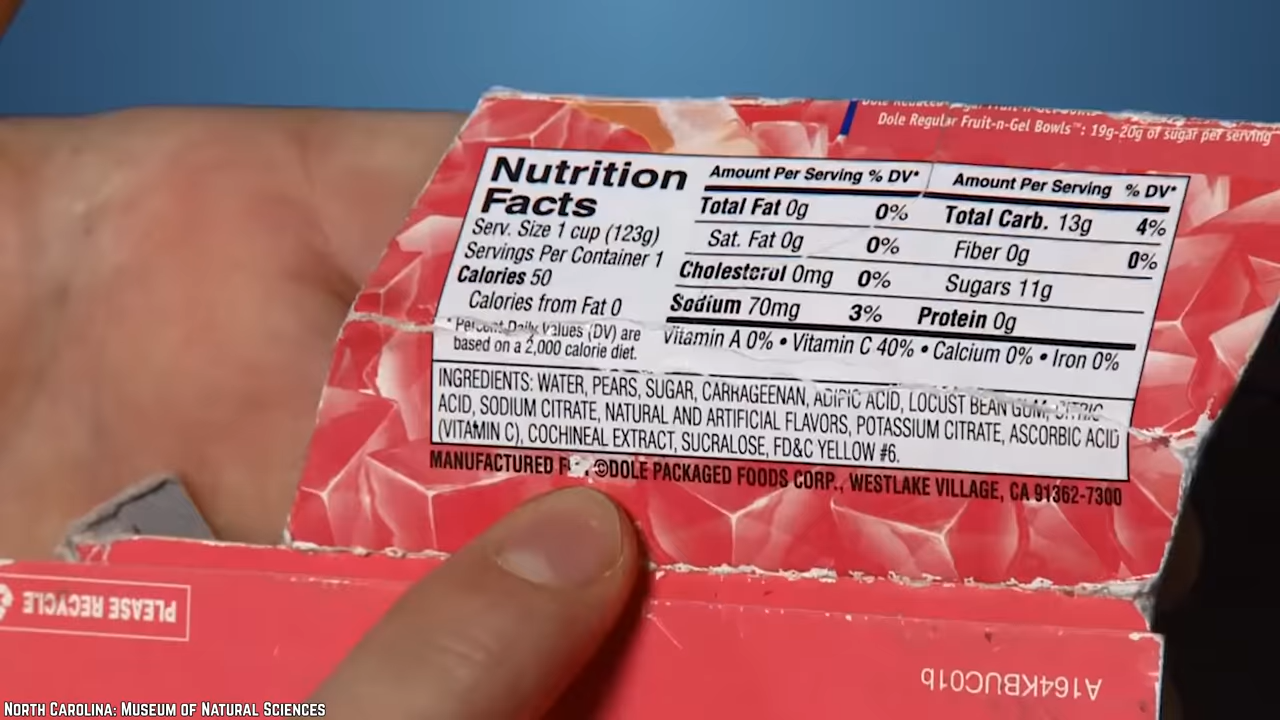 Dole Regular Fruit-n-Gel Bowls™: 19g-20g of sugar per serving
Nutrition
Facts
Serv. Size 1 cup (123g)
Servings Per Container 1
Calories 50
Calories from Fat 0
* Percent Daily Values (DV) are
based on a 2,000 calorie diet.
Amount Per Serving % DV*
Total Fat 0g 0%
Sat. Fat 0g 0%
Cholesterol 0mg 0%
Sodium 70mg 3%
Amount Per Serving % DV*
Total Carb. 13g 4%
Fiber 0g 0%
Sugars 11g
Protein 0g
Vitamin A 0% • Vitamin C 40% • Calcium 0% • Iron 0%
INGREDIENTS: WATER, PEARS, SUGAR, CARRAGEENAN, ADIPIC ACID, LOCUST BEAN GUM, CITRIC
ACID, SODIUM CITRATE, NATURAL AND ARTIFICIAL FLAVORS, POTASSIUM CITRATE, ASCORBIC ACID
(VITAMIN C), COCHINEAL EXTRACT, SUCRALOSE, FD&C YELLOW #6.
MANUFACTURED ©DOLE PACKAGED FOODS CORP., WESTLAKE VILLAGE, CA 91362-7300
PLEASE RECYCLE
A164KBUC01b
North Carolina: Museum of Natural Sciences